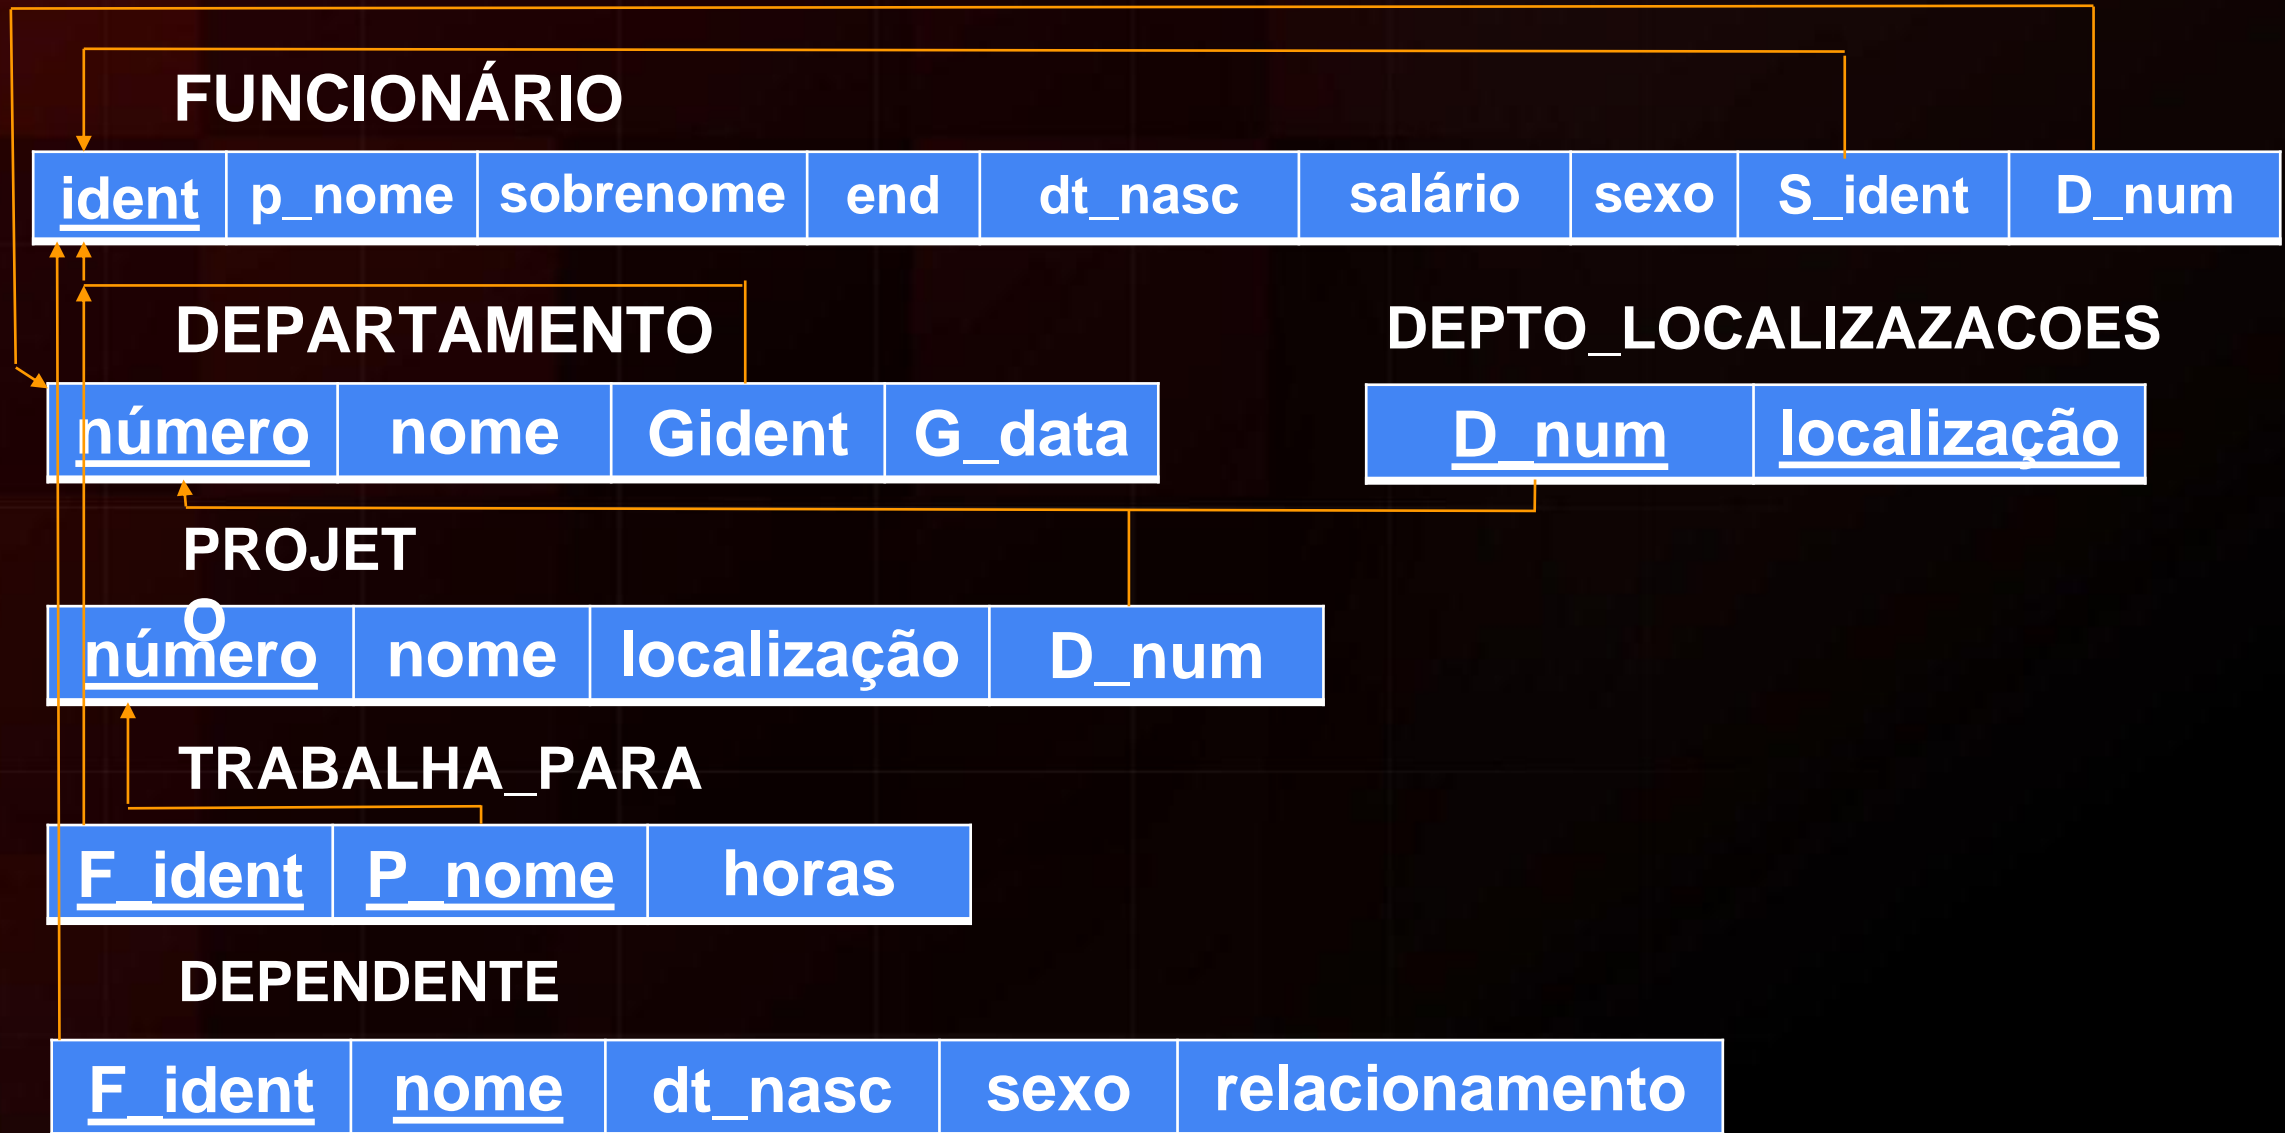 FUNCIONÁRIO
ident p_nome sobrenome end dt_nasc salário sexo S_ident D_num
DEPARTAMENTO DEPTO_LOCALIZAZACOES
número nome Gident G_data D_num localização
PROJET
O
número nome localização D_num
TRABALHA_PARA
F_ident P_nome horas
DEPENDENTE
F_ident nome dt_nasc sexo relacionamento